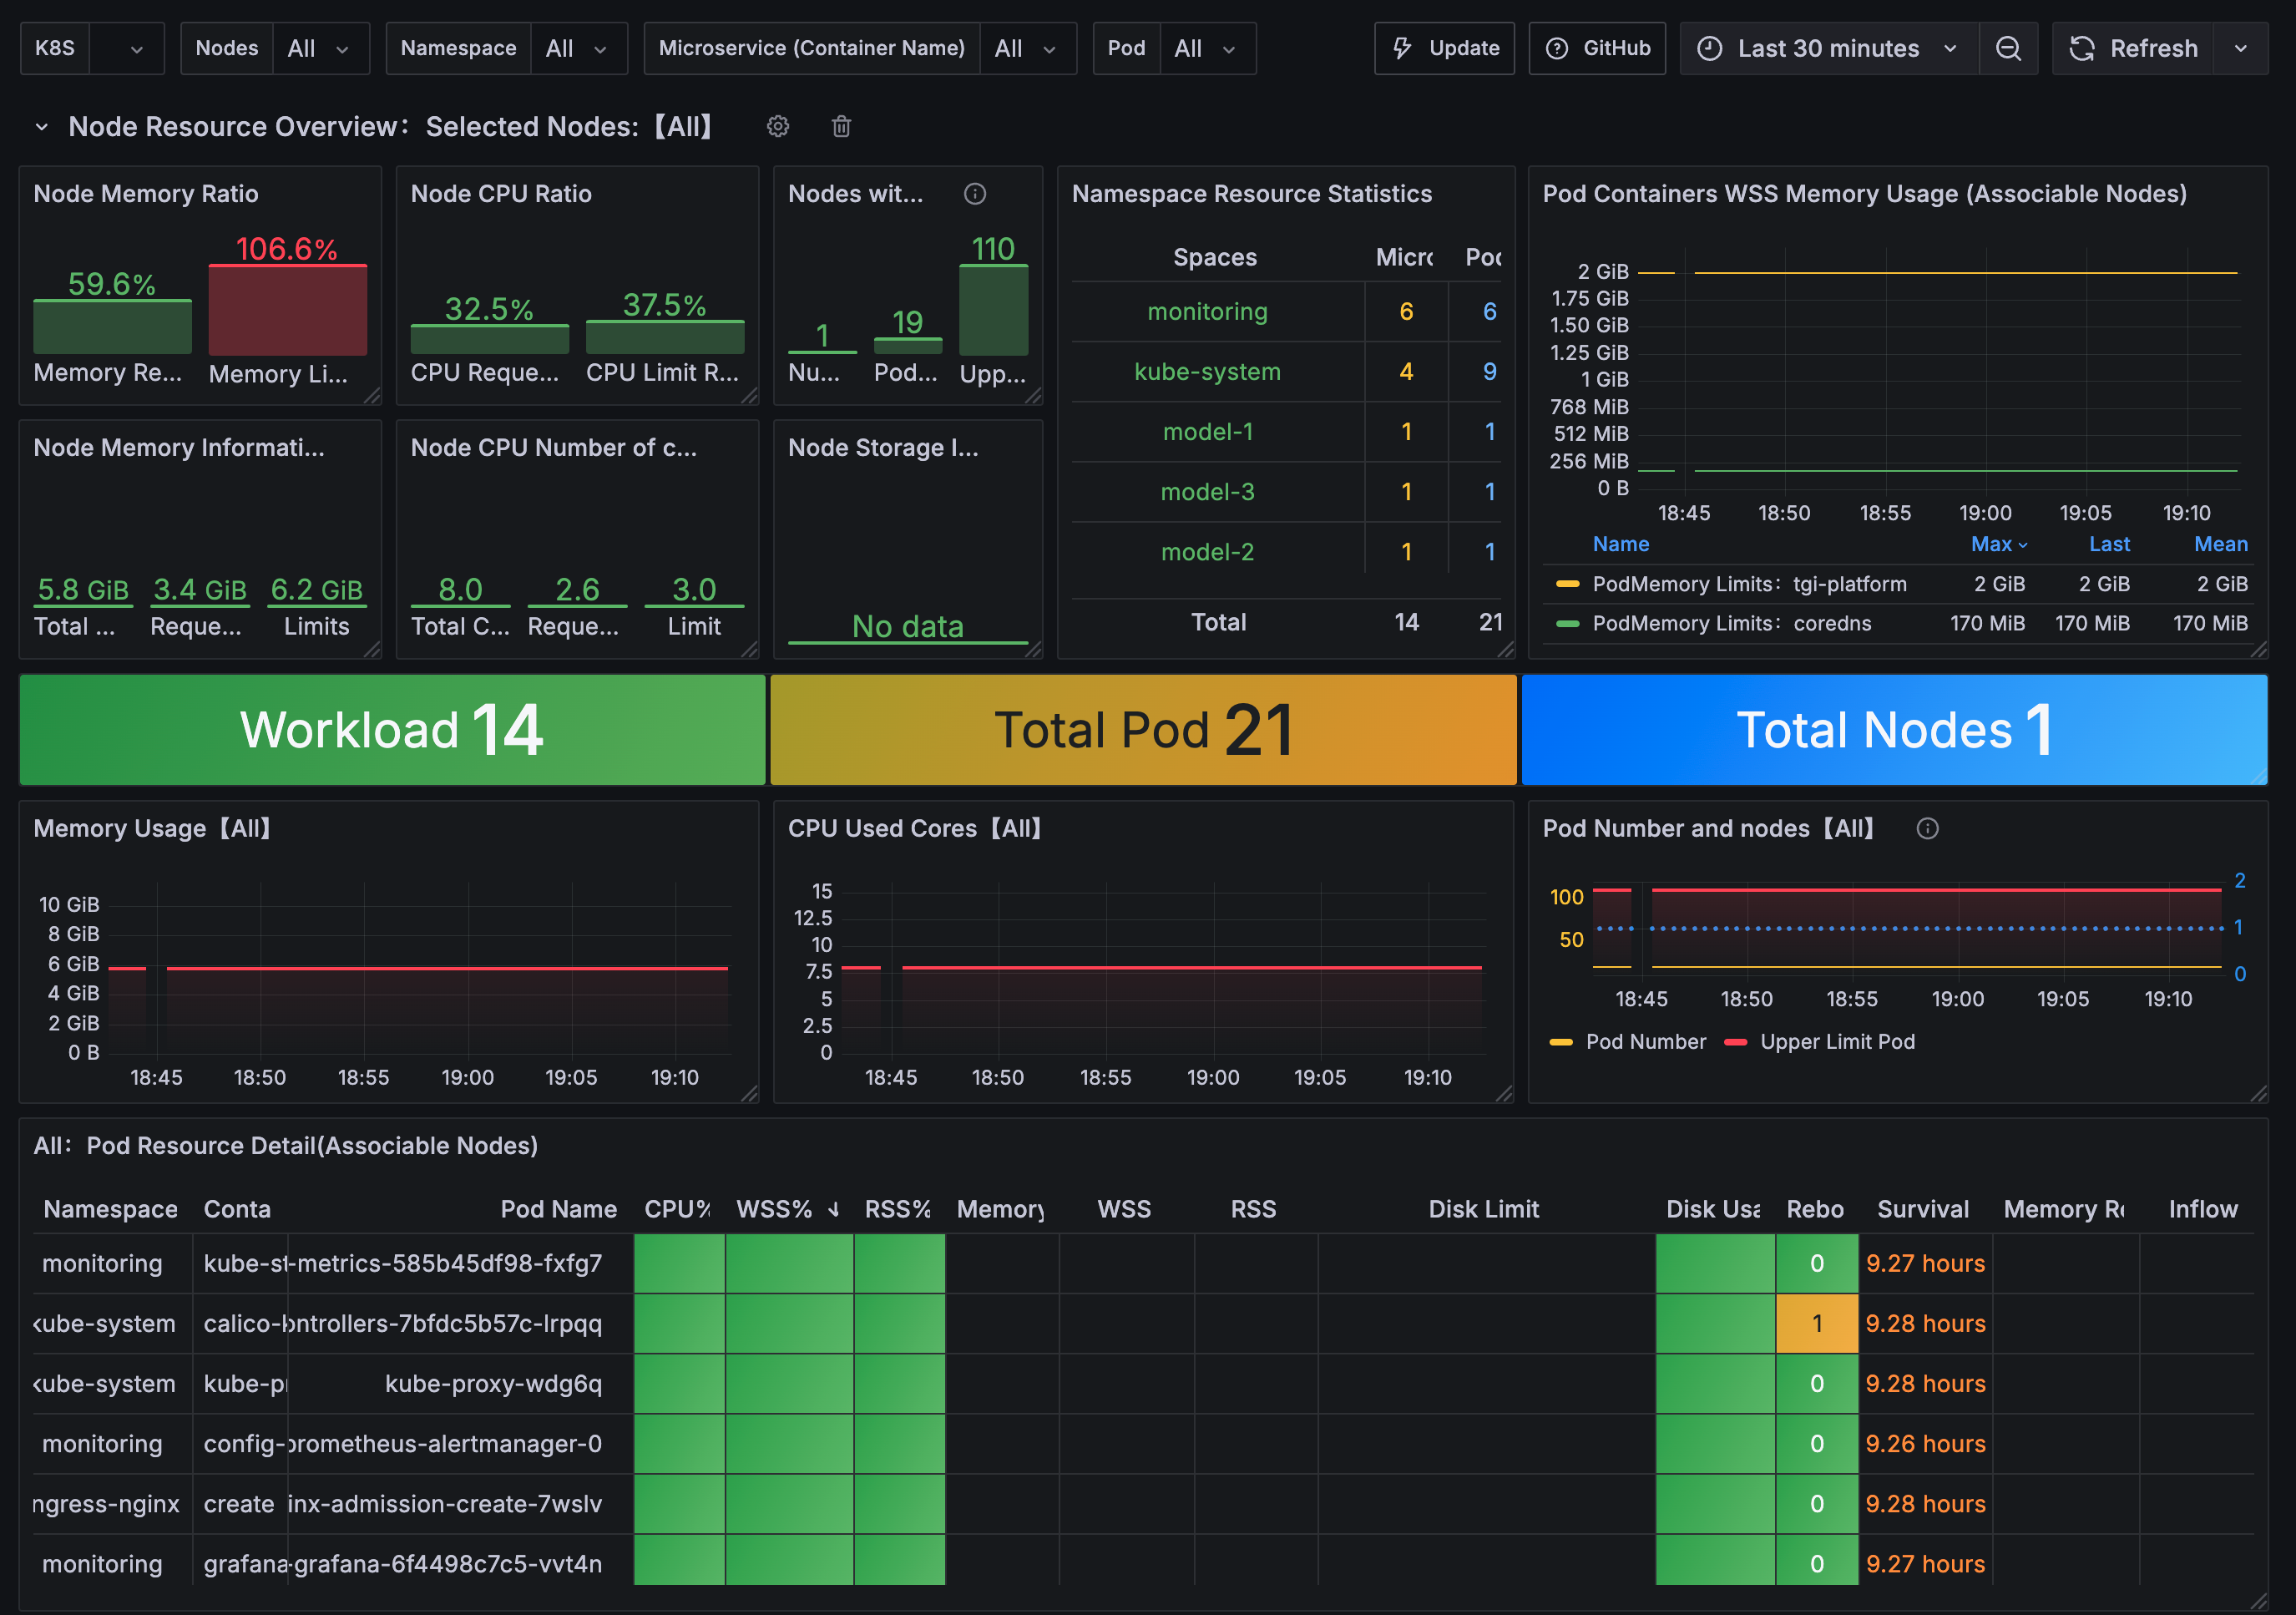 K8S Nodes All Namespace All Microservice (Container Name) All Pod All Update GitHub Last 30 minutes Refresh
Node Resource Overview：Selected Nodes:【All】
Node Memory Ratio
106.6%
59.6%
Memory Re...
Memory Li...
Node CPU Ratio
32.5%
37.5%
CPU Reque...
CPU Limit R...
Nodes wit...
110
19
1
Nu...
Pod...
Upp...
Node Memory Informati...
5.8 GiB 3.4 GiB 6.2 GiB
Total ... Reque... Limits
Node CPU Number of c...
8.0 2.6 3.0
Total C... Reque... Limit
Node Storage I...
No data
Namespace Resource Statistics
Spaces Micro Pod
monitoring 6 6
kube-system 4 9
model-1 1 1
model-3 1 1
model-2 1 1
Total 14 21
Pod Containers WSS Memory Usage (Associable Nodes)
2 GiB
1.75 GiB
1.50 GiB
1.25 GiB
1 GiB
768 MiB
512 MiB
256 MiB
0 B
18:45 18:50 18:55 19:00 19:05 19:10
Name Max Last Mean
PodMemory Limits：tgi-platform 2 GiB 2 GiB 2 GiB
PodMemory Limits：coredns 170 MiB 170 MiB 170 MiB
Workload 14
Total Pod 21
Total Nodes 1
Memory Usage【All】
10 GiB
8 GiB
6 GiB
4 GiB
2 GiB
0 B
18:45 18:50 18:55 19:00 19:05 19:10
CPU Used Cores【All】
15
12.5
10
7.5
5
2.5
0
18:45 18:50 18:55 19:00 19:05 19:10
Pod Number and nodes【All】
100
50
2
1
0
18:45 18:50 18:55 19:00 19:05 19:10
Pod Number Upper Limit Pod
All：Pod Resource Detail(Associable Nodes)
Namespace Conta Pod Name CPU% WSS% RSS% Memory WSS RSS Disk Limit Disk Usa Rebo Survival Memory Re Inflow
monitoring kube-st -metrics-585b45df98-fxfg7 0 9.27 hours
kube-system calico-k ontrollers-7bfdc5b57c-lrpqq 1 9.28 hours
kube-system kube-pr kube-proxy-wdg6q 0 9.28 hours
monitoring config- prometheus-alertmanager-0 0 9.26 hours
ngress-nginx create inx-admission-create-7wslv 0 9.28 hours
monitoring grafana -grafana-6f4498c7c5-vvt4n 0 9.27 hours